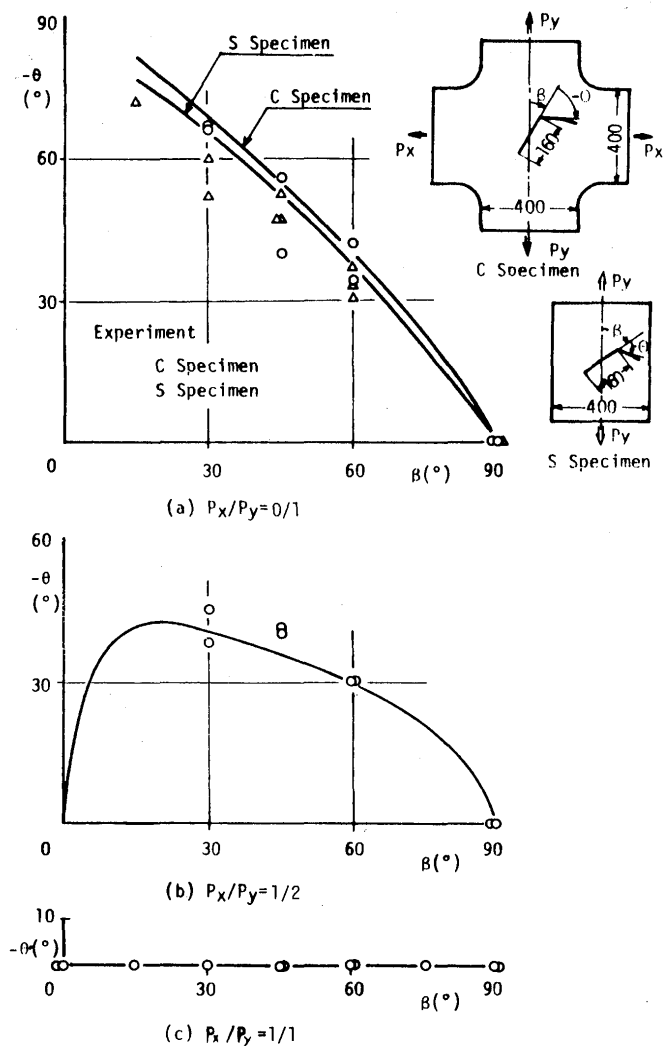 90
-θ
(°)
60
30
0
30
60
90
β(°)
S Specimen
C Specimen
Experiment
C Specimen
S Specimen
(a) Px/Py=0/1
Py
Px
Px
β
-θ
160
400
400
Py
C Soecimen
Py
β
θ
160
400
Py
S Specimen
60
-θ
(°)
30
0
30
60
90
β(°)
(b) Px/Py=1/2
10
-θ(°)
0
30
60
90
β(°)
(c) Px/Py=1/1